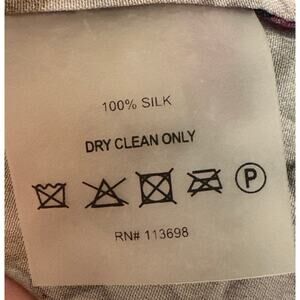 100% SILK
DRY CLEAN ONLY
P
RN# 113698